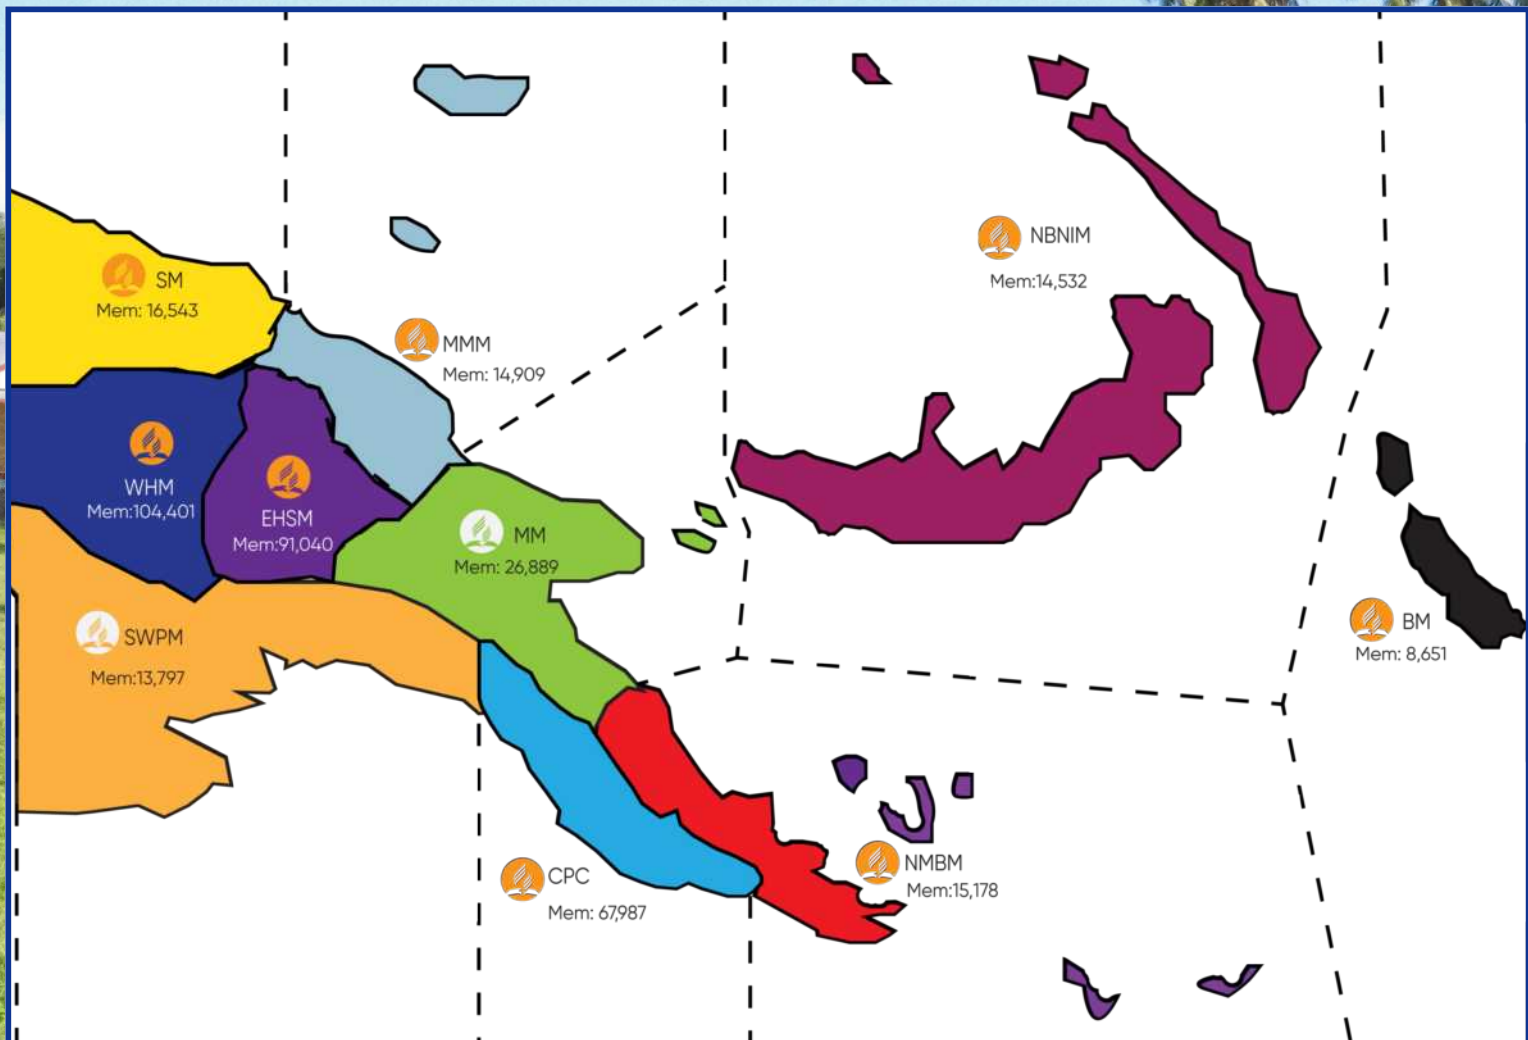 NBNIM
Mem:14,532
SM
Mem: 16,543
MMM
Mem: 14,909
WHM
Mem:104,401
EHSM
Mem:91,040
MM
Mem: 26,889
SWPM
Mem:13,797
BM
Mem: 8,651
NMBM
Mem:15,178
CPC
Mem: 67,987